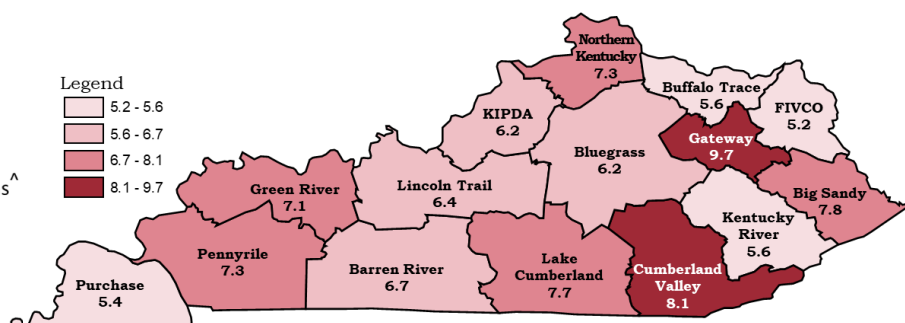 Legend
5.2 - 5.6
5.6 - 6.7
6.7 - 8.1
8.1 - 9.7
s^
Northern
Kentucky
7.3
Buffalo Trace
5.6
FIVCO
5.2
KIPDA
6.2
Gateway
9.7
Bluegrass
6.2
Green River
7.1
Lincoln Trail
6.4
Big Sandy
7.8
Kentucky
River
5.6
Pennyrile
7.3
Barren River
6.7
Lake
Cumberland
7.7
Cumberland
Valley
8.1
Purchase
5.4